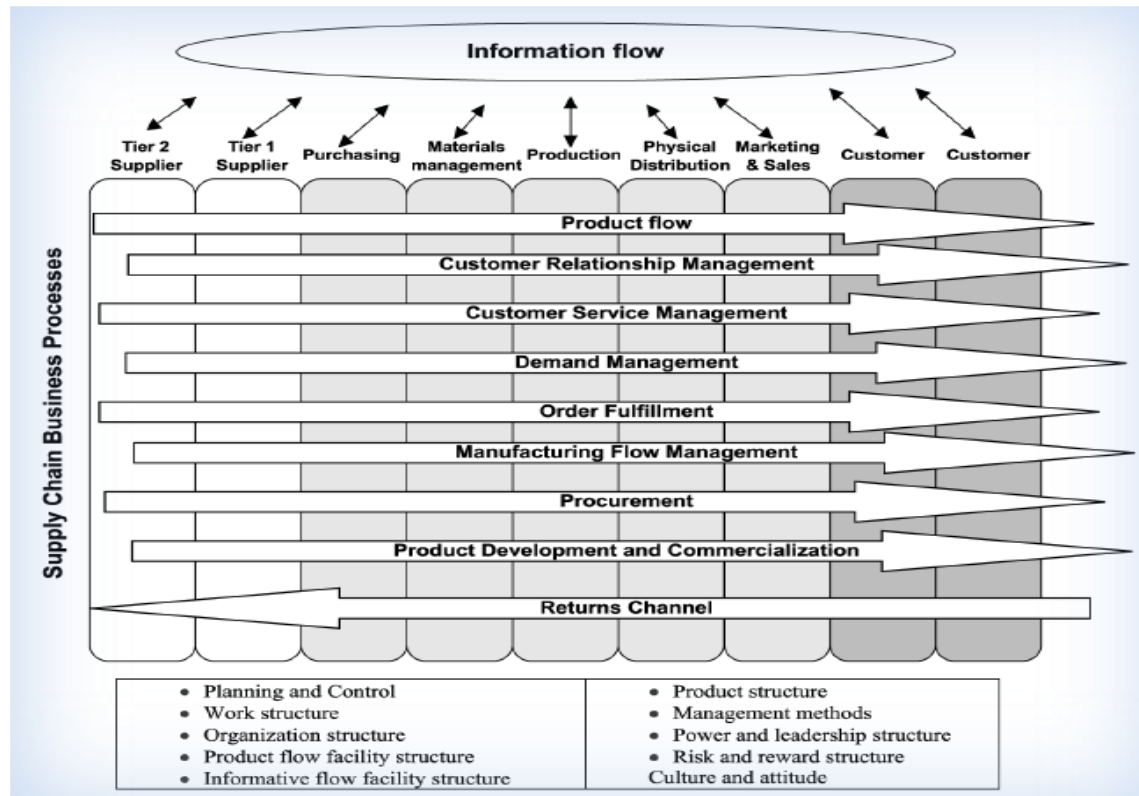 Information flow
Tier 2
Supplier
Tier 1
Supplier
Purchasing
Materials
management
Production
Physical
Distribution
Marketing
& Sales
Customer
Customer
Supply Chain Business Processes
Product flow
Customer Relationship Management
Customer Service Management
Demand Management
Order Fulfillment
Manufacturing Flow Management
Procurement
Product Development and Commercialization
Returns Channel
• Planning and Control
• Work structure
• Organization structure
• Product flow facility structure
• Informative flow facility structure
• Product structure
• Management methods
• Power and leadership structure
• Risk and reward structure
Culture and attitude